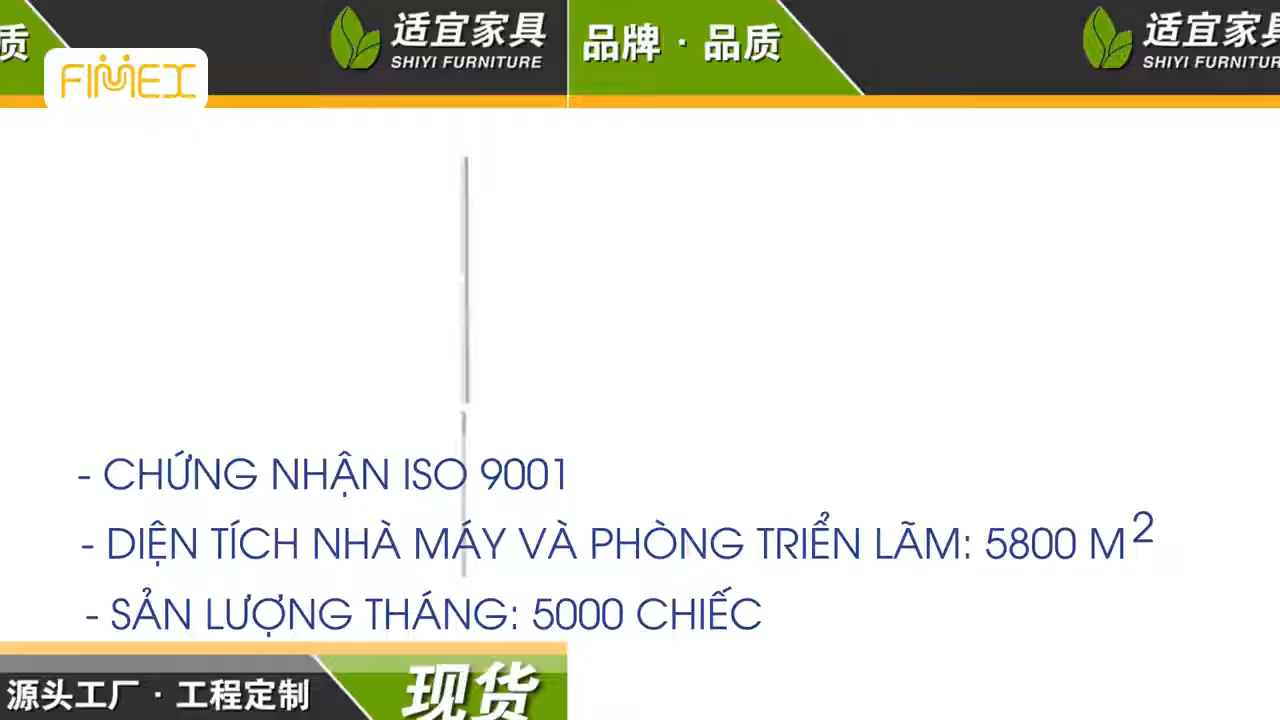 质
FIMEX
适宜家具
SHIYI FURNITURE
品牌·品质
适宜家具
SHIYI FURNITUR
- CHỨNG NHẬN ISO 9001
- DIỆN TÍCH NHÀ MÁY VÀ PHÒNG TRIỂN LÃM: 5800 M²
- SẢN LƯỢNG THÁNG: 5000 CHIẾC
源头工厂·工程定制
现货